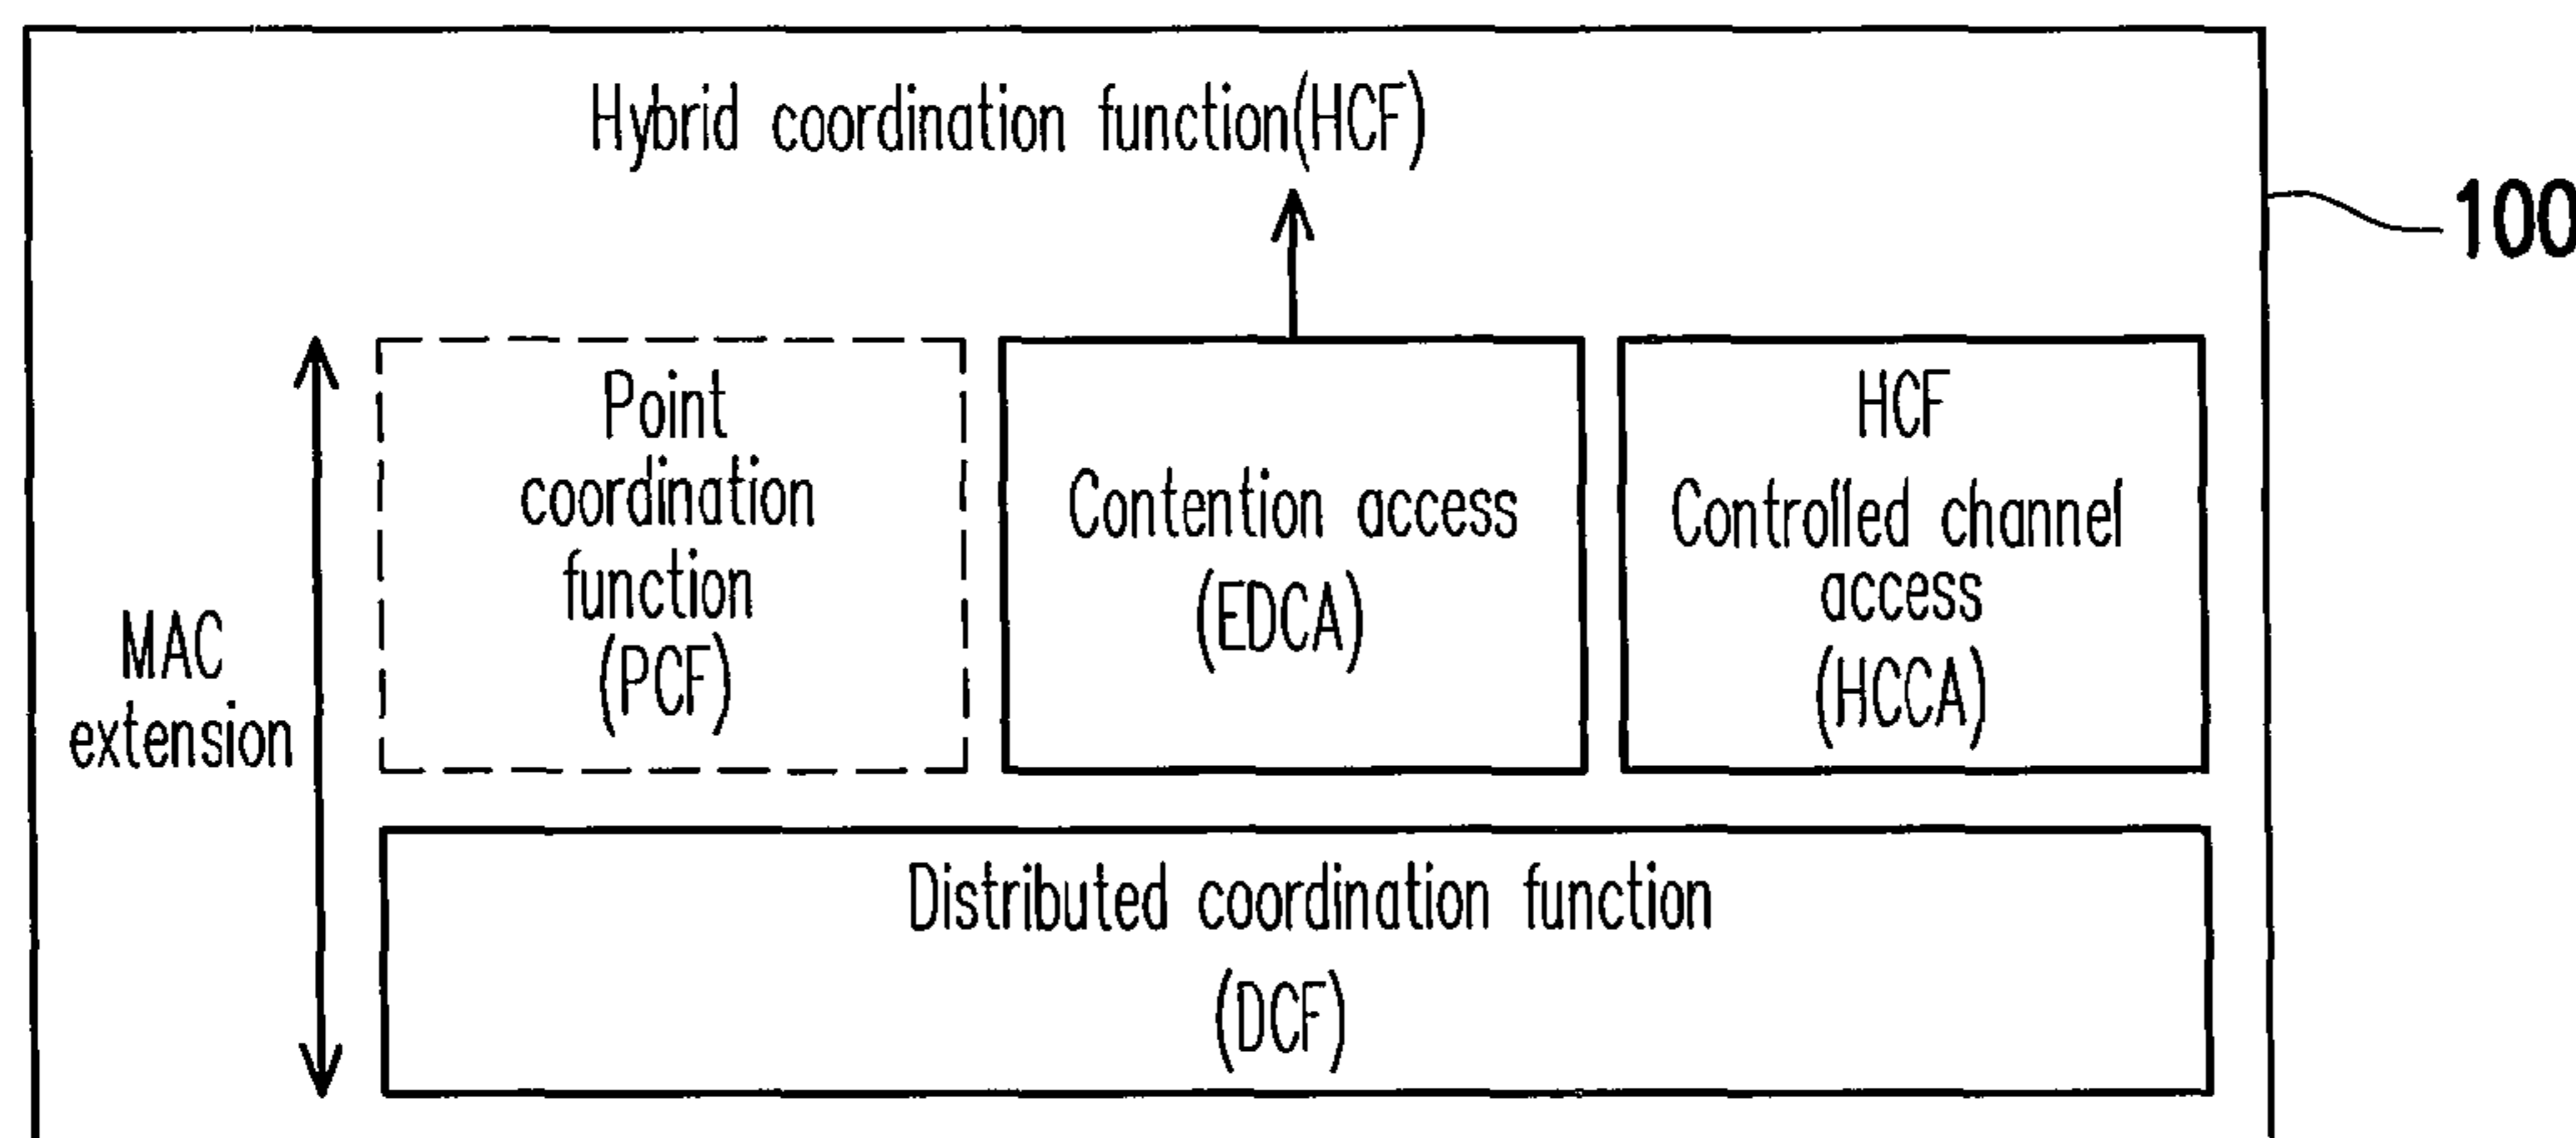 Hybrid coordination function(HCF)
100
Point
coordination
function
(PCF)
Contention access
(EDCA)
HCF
Controlled channel
access
(HCCA)
MAC
extension
Distributed coordination function
(DCF)